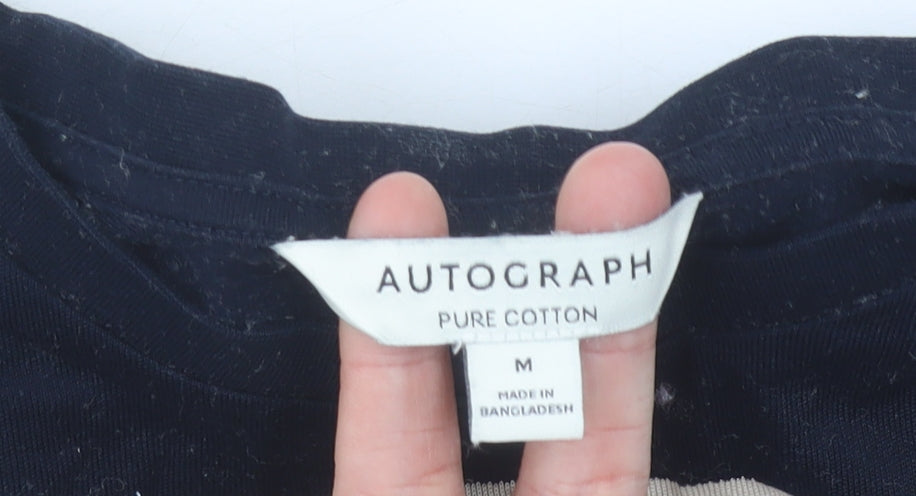 AUTOGRAPH
PURE COTTON
M
MADE IN
BANGLADESH